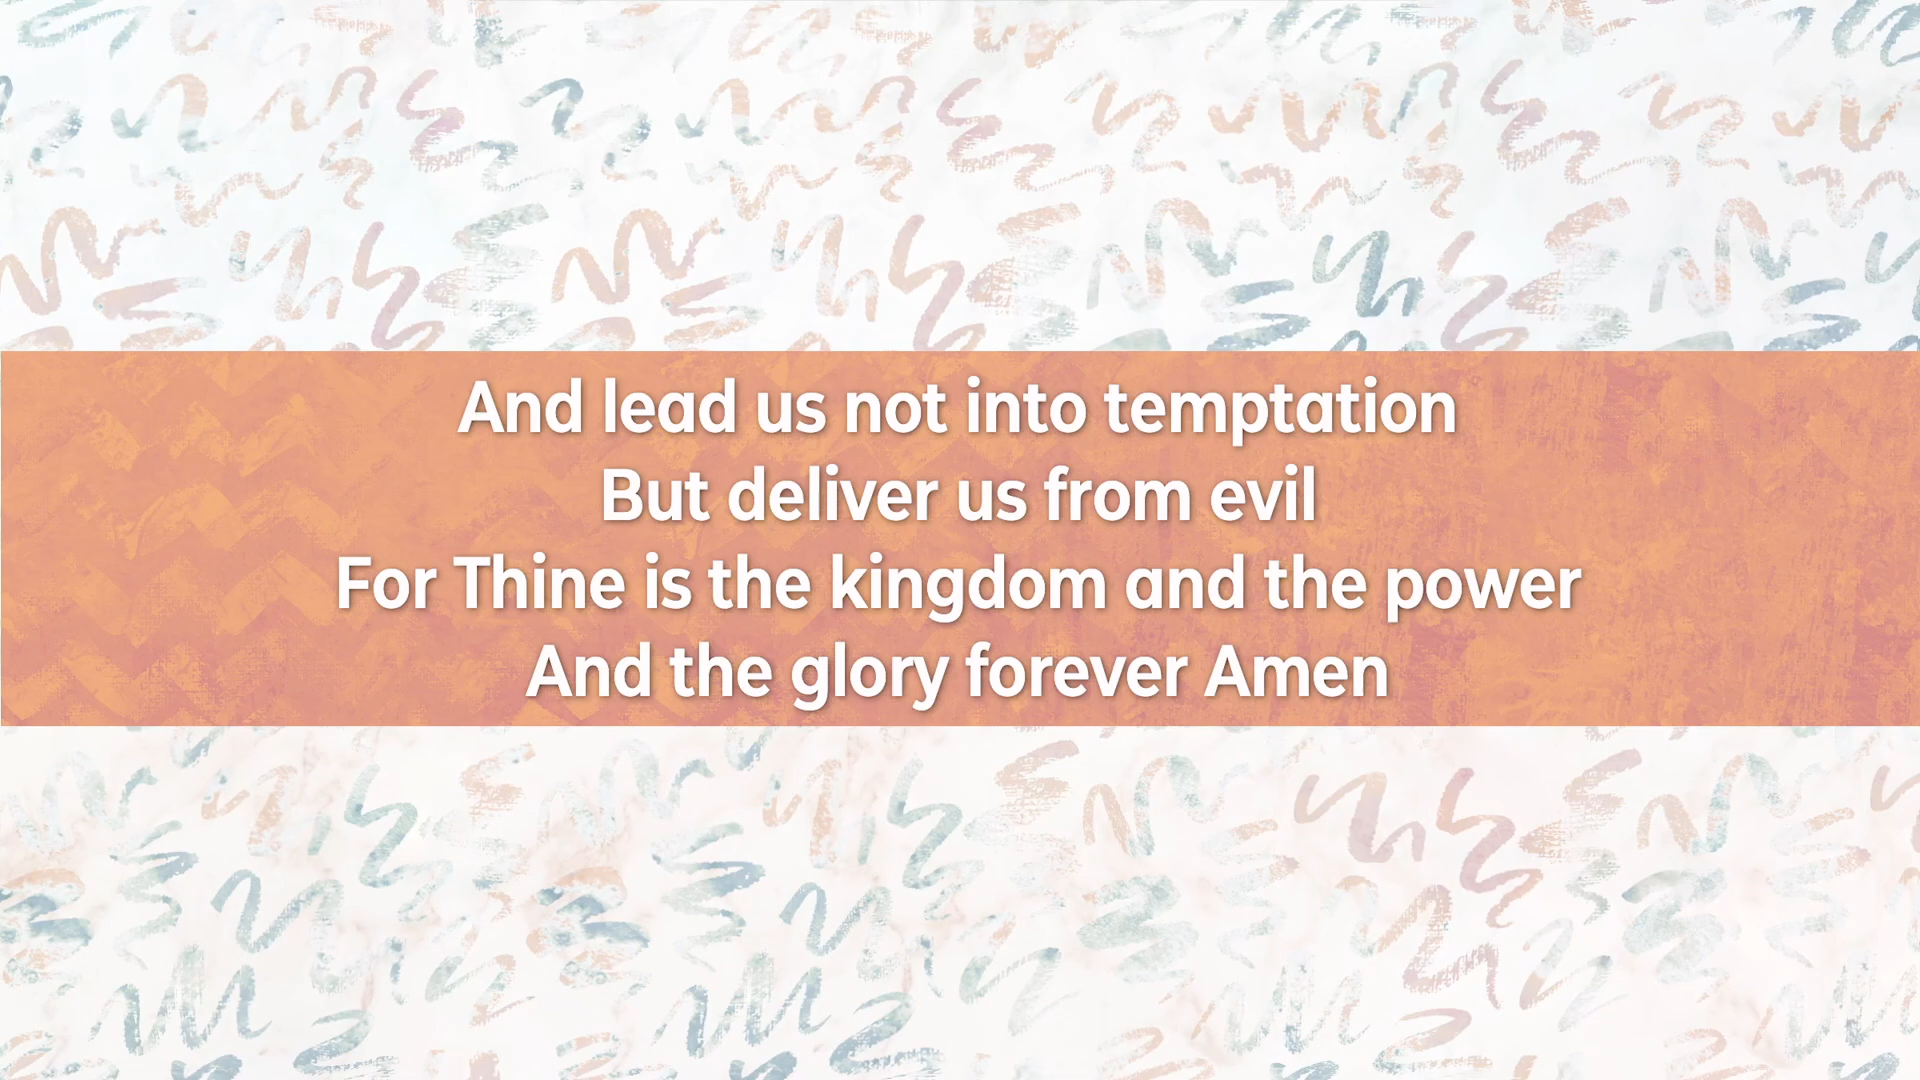 And lead us not into temptation
But deliver us from evil
For Thine is the kingdom and the power
And the glory forever Amen